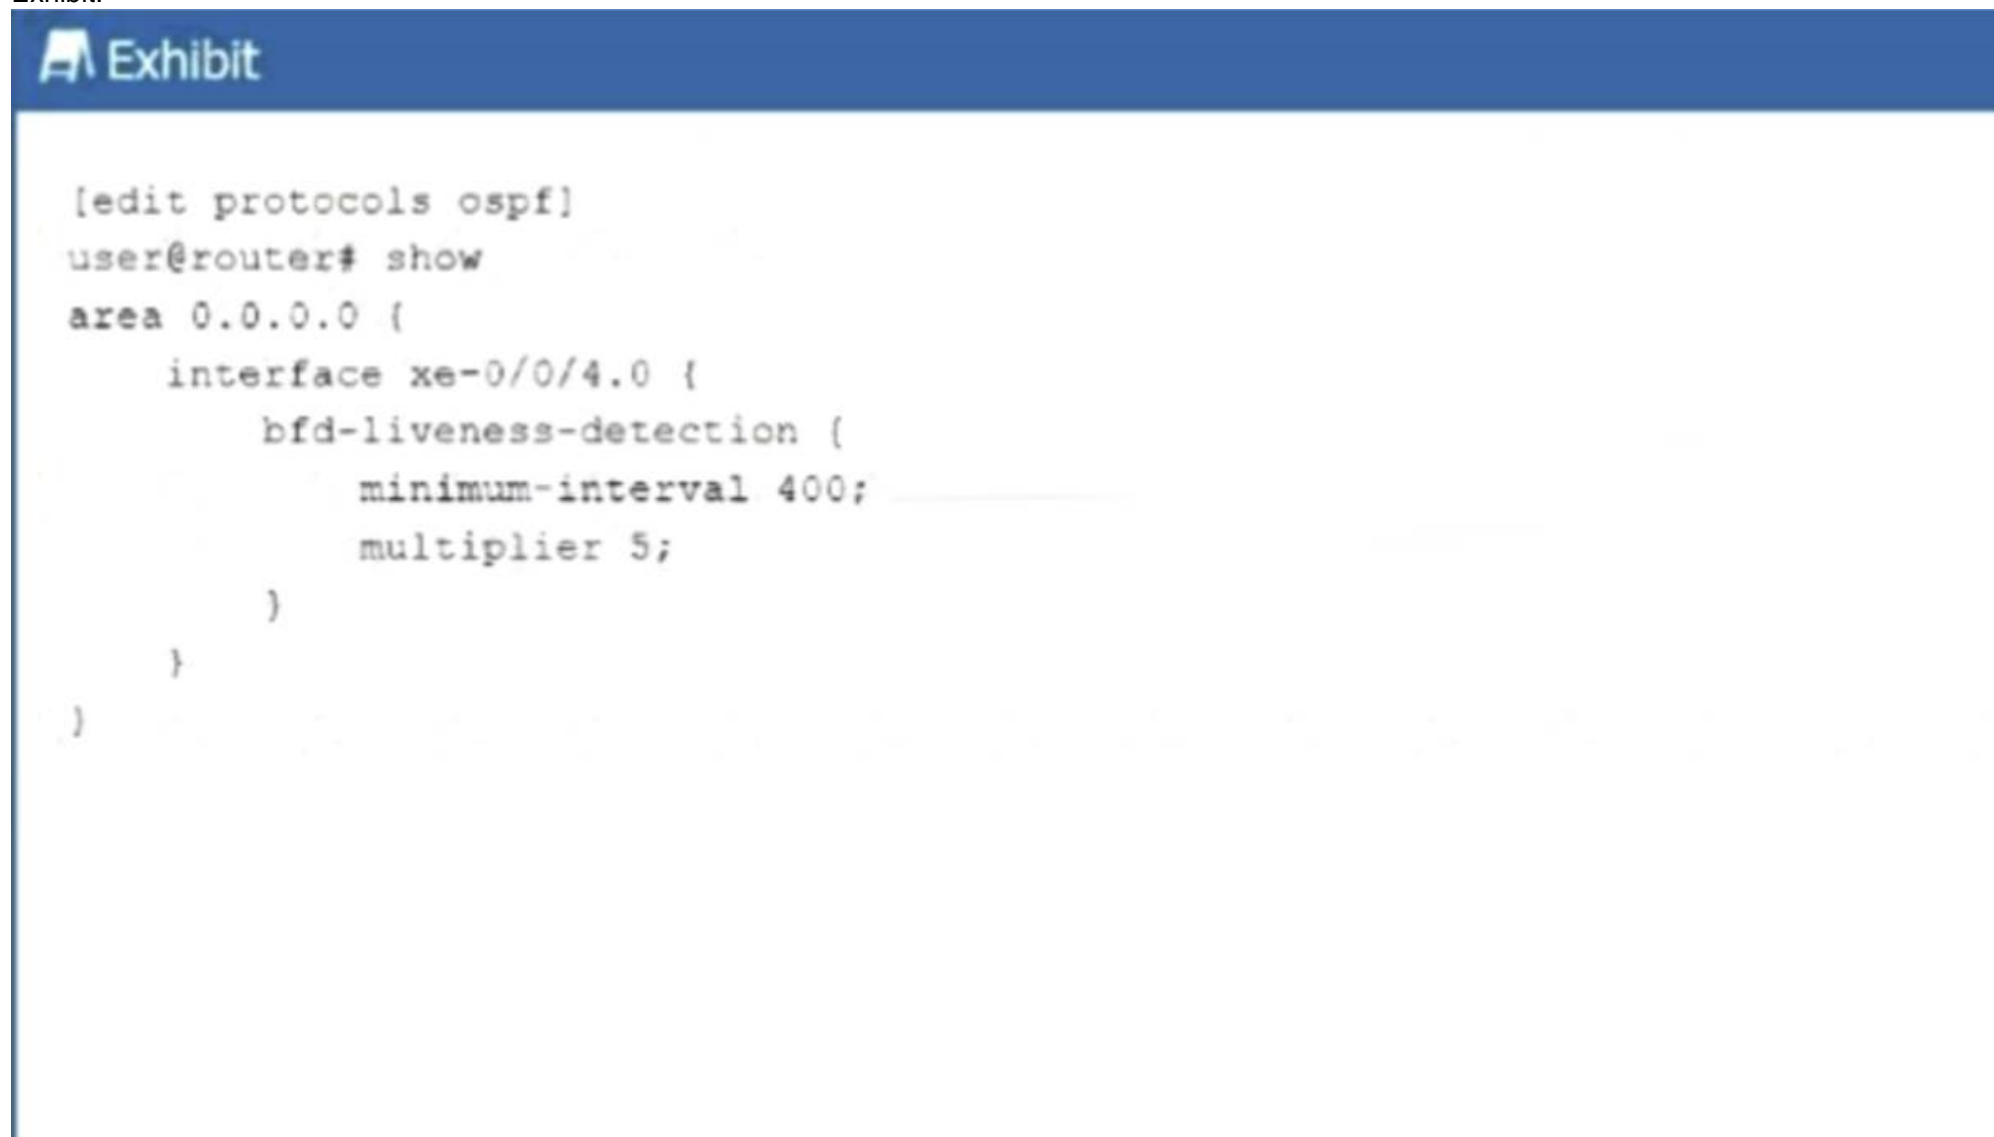 Exhibit:
Exhibit
[edit protocols ospf]
user@router# show
area 0.0.0.0 {
interface xe-0/0/4.0 {
bfd-liveness-detection {
minimum-interval 400;
multiplier 5;
}
}
}